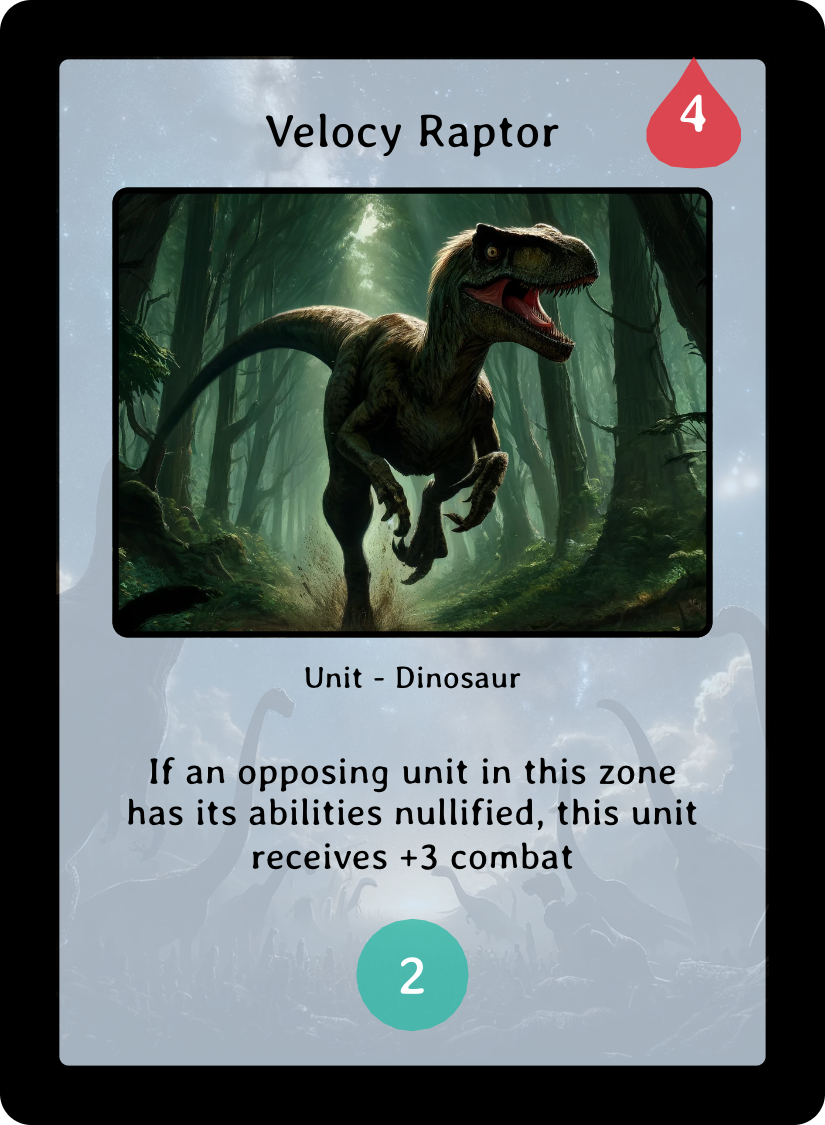 Velocy Raptor
4
Unit - Dinosaur
If an opposing unit in this zone
has its abilities nullified, this unit
receives +3 combat
2